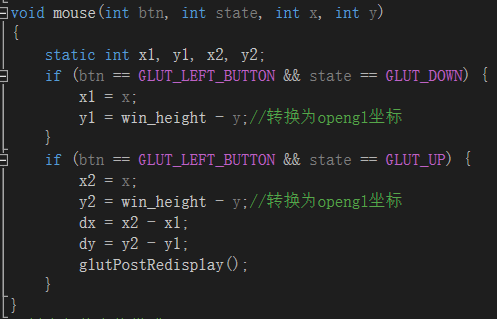 void mouse(int btn, int state, int x, int y)
{
static int x1, y1, x2, y2;
if (btn == GLUT_LEFT_BUTTON && state == GLUT_DOWN) {
x1 = x;
y1 = win_height - y;//转换为opengl坐标
}
if (btn == GLUT_LEFT_BUTTON && state == GLUT_UP) {
x2 = x;
y2 = win_height - y;//转换为opengl坐标
dx = x2 - x1;
dy = y2 - y1;
glutPostRedisplay();
}
}